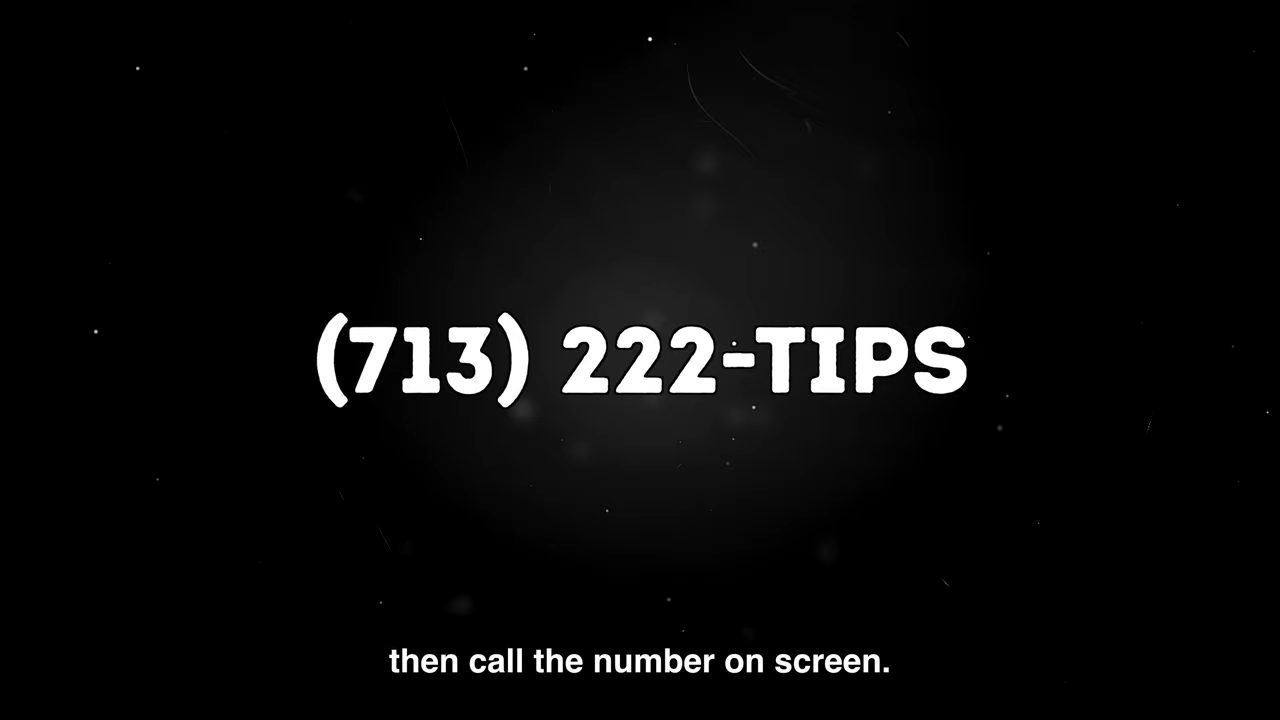 (713) 222-TIPS
then call the number on screen.